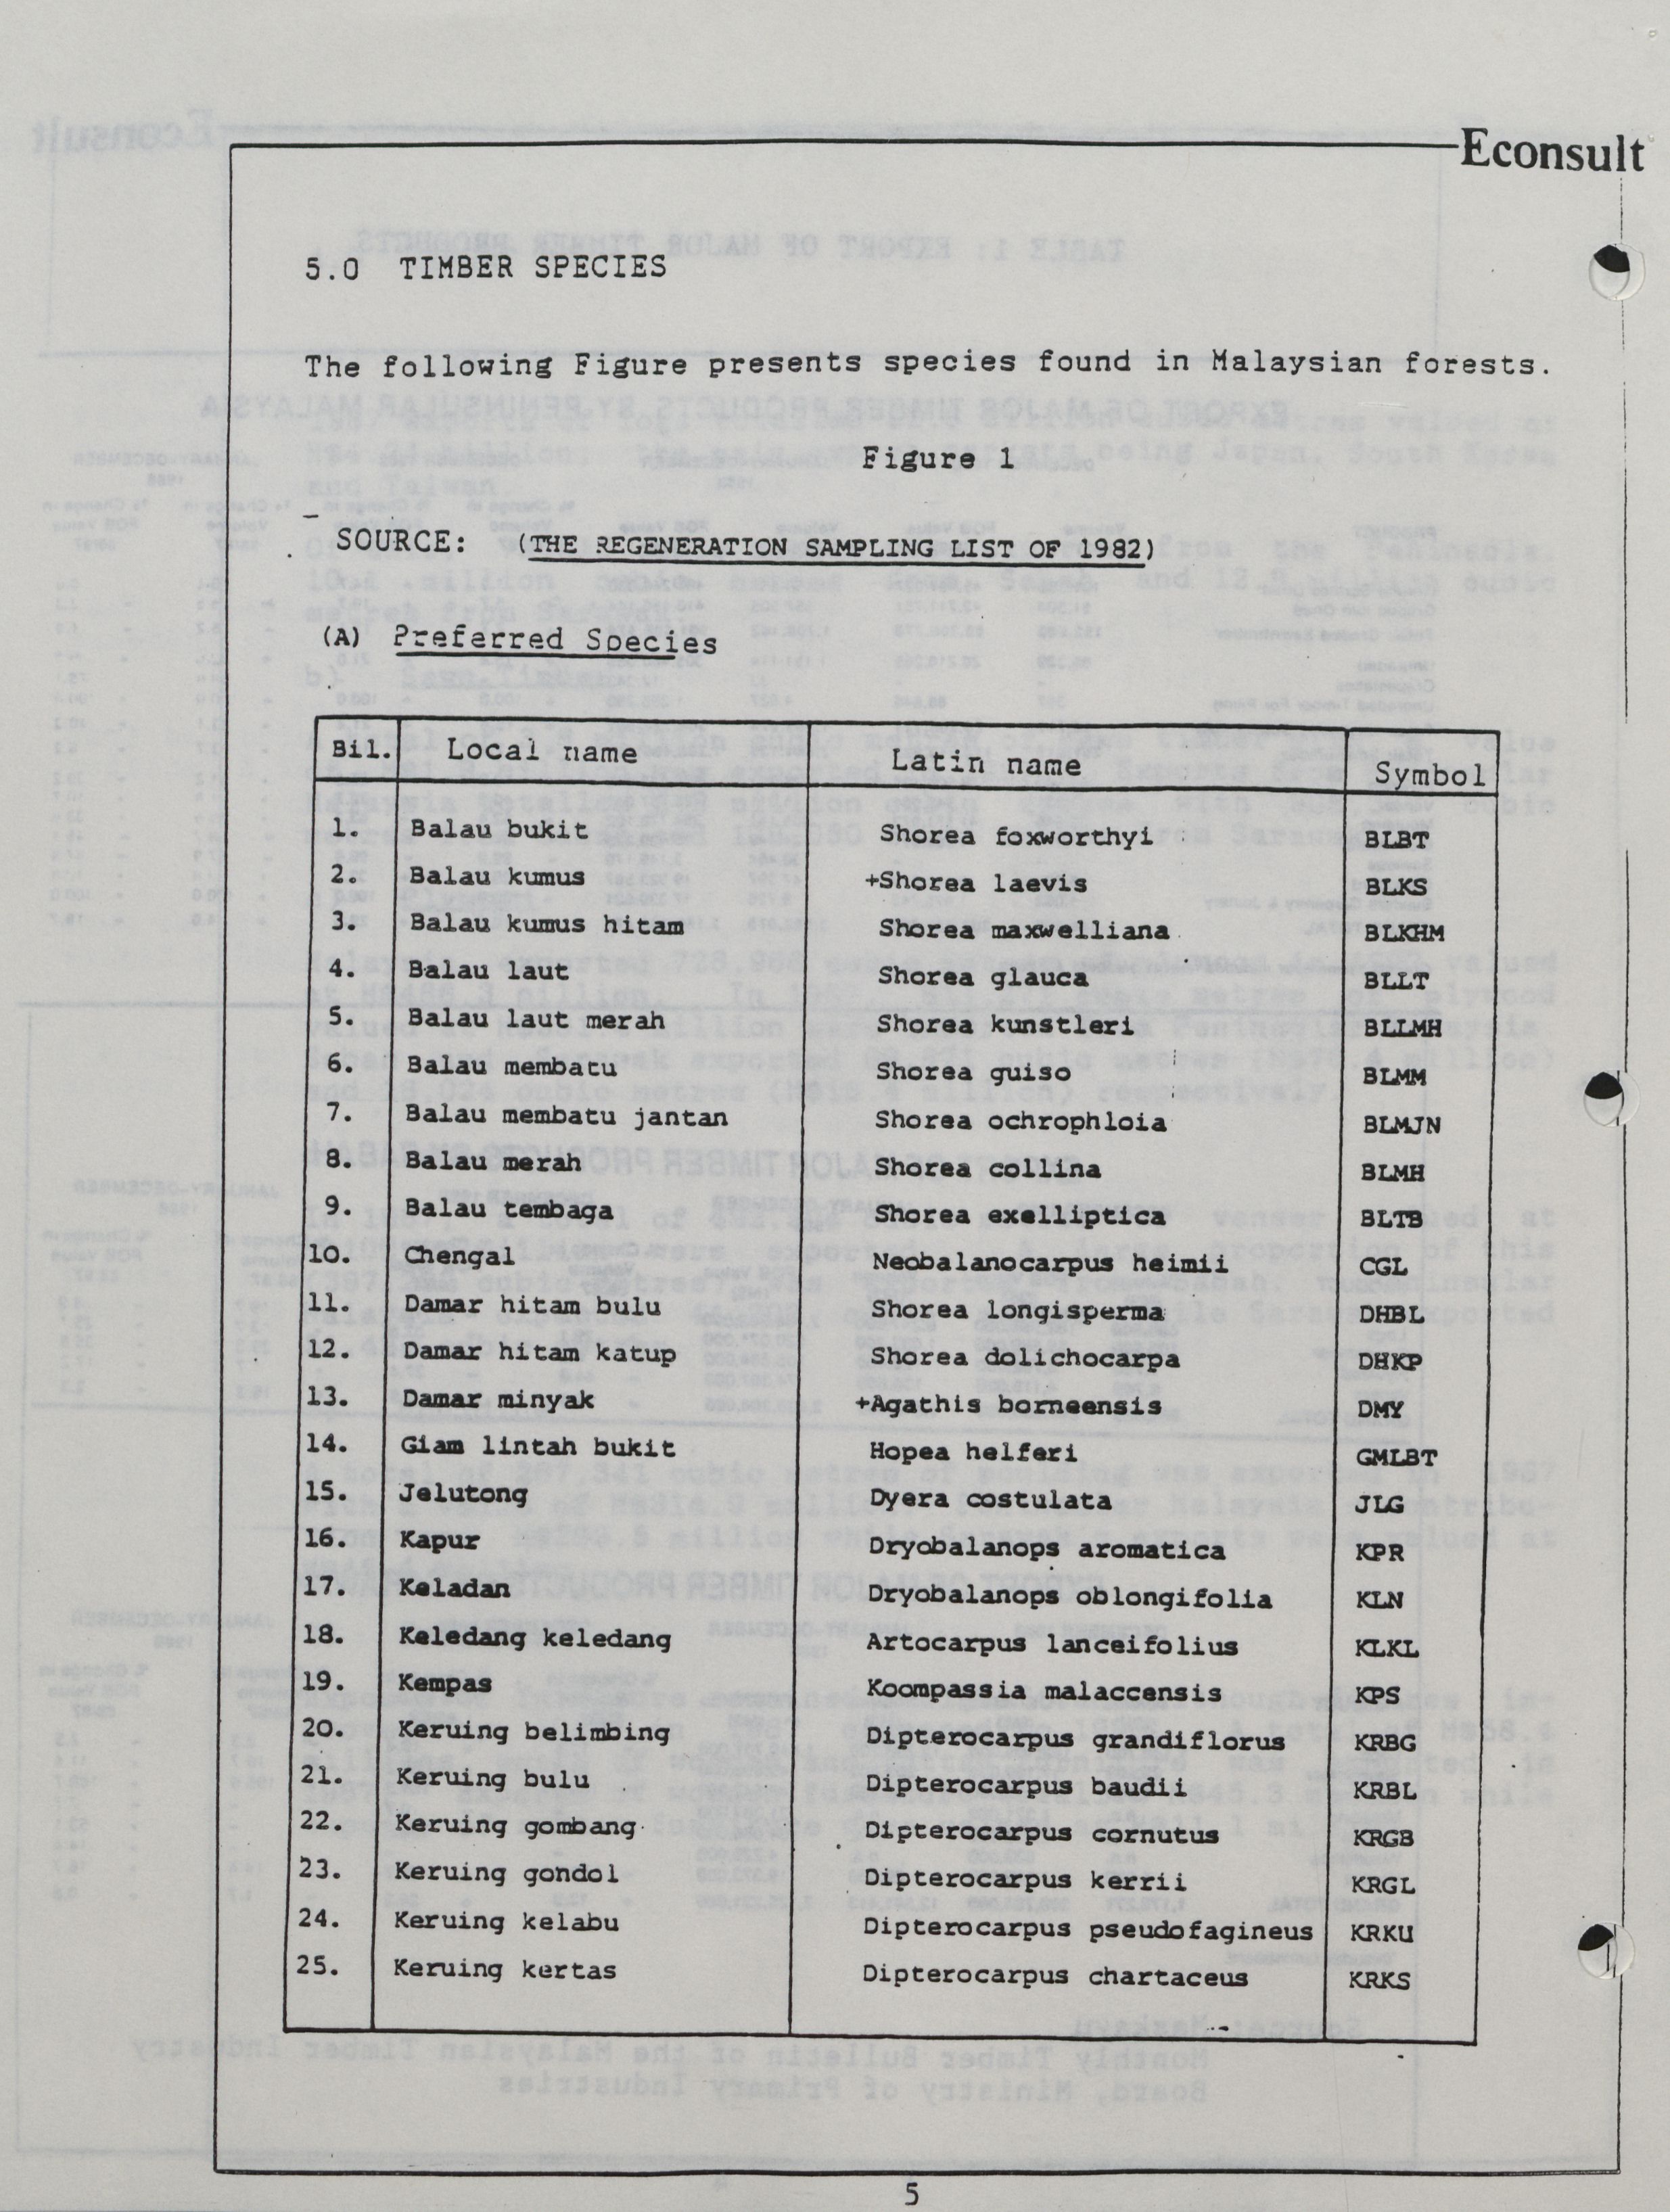 Econsult
5.0 TIMBER SPECIES
The following Figure presents species found in Malaysian forests.
Figure 1
SOURCE: (THE REGENERATION SAMPLING LIST OF 1982)
(A) Preferred Species
Bil. Local name Latin name Symbol
1. Balau bukit Shorea foxworthyi BLBT
2. Balau kumus +Shorea laevis BLKS
3. Balau kumus hitam Shorea maxwelliana BLKHM
4. Balau laut Shorea glauca BLLT
5. Balau laut merah Shorea kunstleri BLLMH
6. Balau membatu Shorea guiso BLMM
7. Balau membatu jantan Shorea ochrophloia BLMJN
8. Balau merah Shorea collina BLMH
9. Balau tembaga Shorea exelliptica BLTB
10. Chengal Neobalanocarpus heimii CGL
11. Damar hitam bulu Shorea longisperma DHBL
12. Damar hitam katup Shorea dolichocarpa DHKP
13. Damar minyak +Agathis borneensis DMY
14. Giam lintah bukit Hopea helferi GMLBT
15. Jelutong Dyera costulata JLG
16. Kapur Dryobalanops aromatica KPR
17. Keladan Dryobalanops oblongifolia KLN
18. Keledang keledang Artocarpus lanceifolius KLKL
19. Kempas Koompassia malaccensis KPS
20. Keruing belimbing Dipterocarpus grandiflorus KRBG
21. Keruing bulu Dipterocarpus baudii KRBL
22. Keruing gombang Dipterocarpus cornutus KRGB
23. Keruing gondol Dipterocarpus kerrii KRGL
24. Keruing kelabu Dipterocarpus pseudofagineus KRKU
25. Keruing kertas Dipterocarpus chartaceus KRKS
5